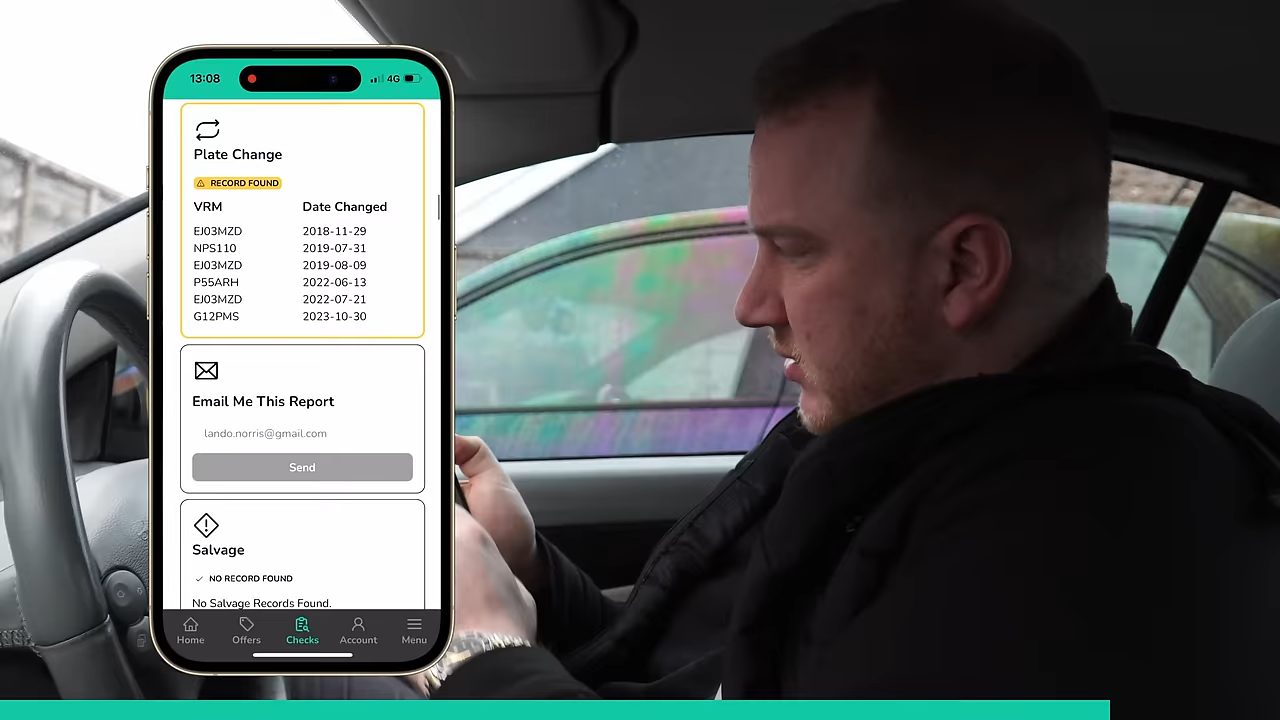 13:08
4G
Plate Change
RECORD FOUND
VRM Date Changed
EJ03MZD 2018-11-29
NPS110 2019-07-31
EJ03MZD 2019-08-09
P55ARH 2022-06-13
EJ03MZD 2022-07-21
G12PMS 2023-10-30
Email Me This Report
lando.norris@gmail.com
Send
Salvage
NO RECORD FOUND
No Salvage Records Found.
Home Offers Checks Account Menu